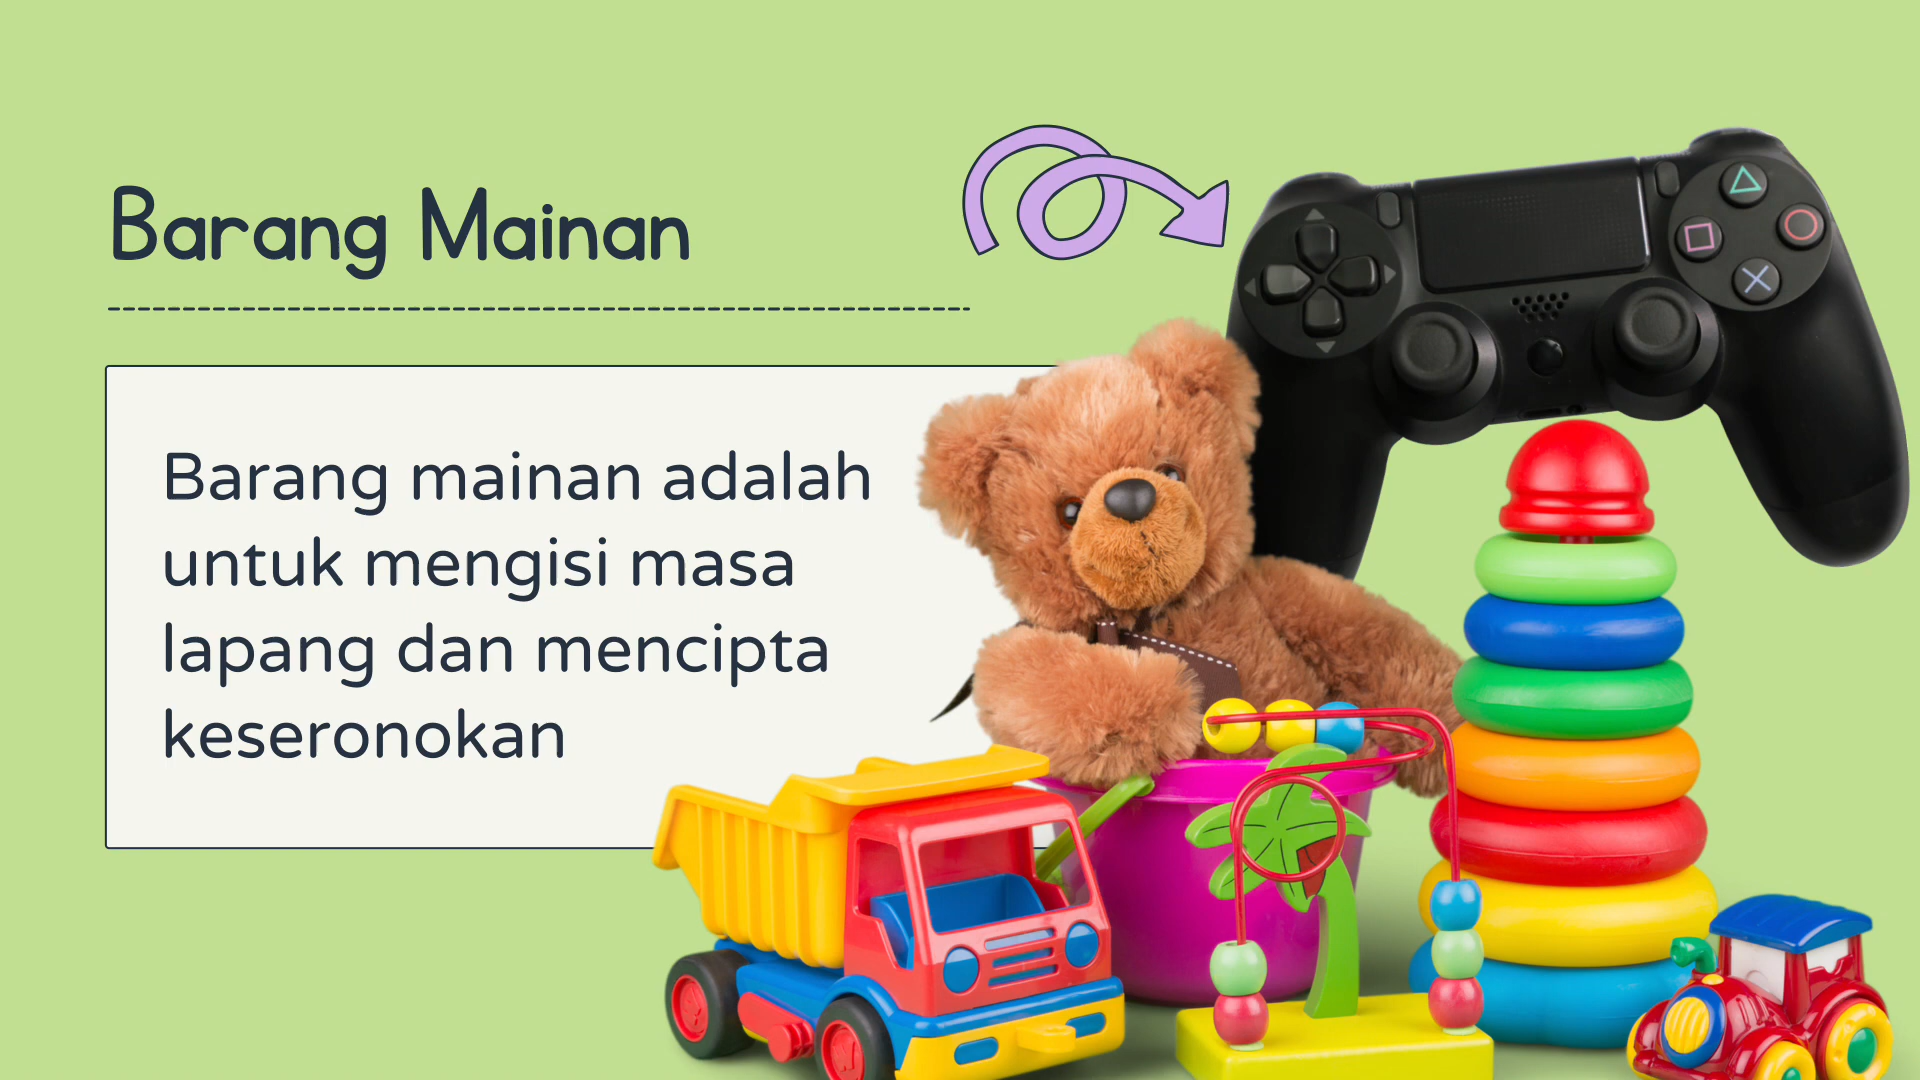 Barang Mainan
Barang mainan adalah
untuk mengisi masa
lapang dan mencipta
keseronokan